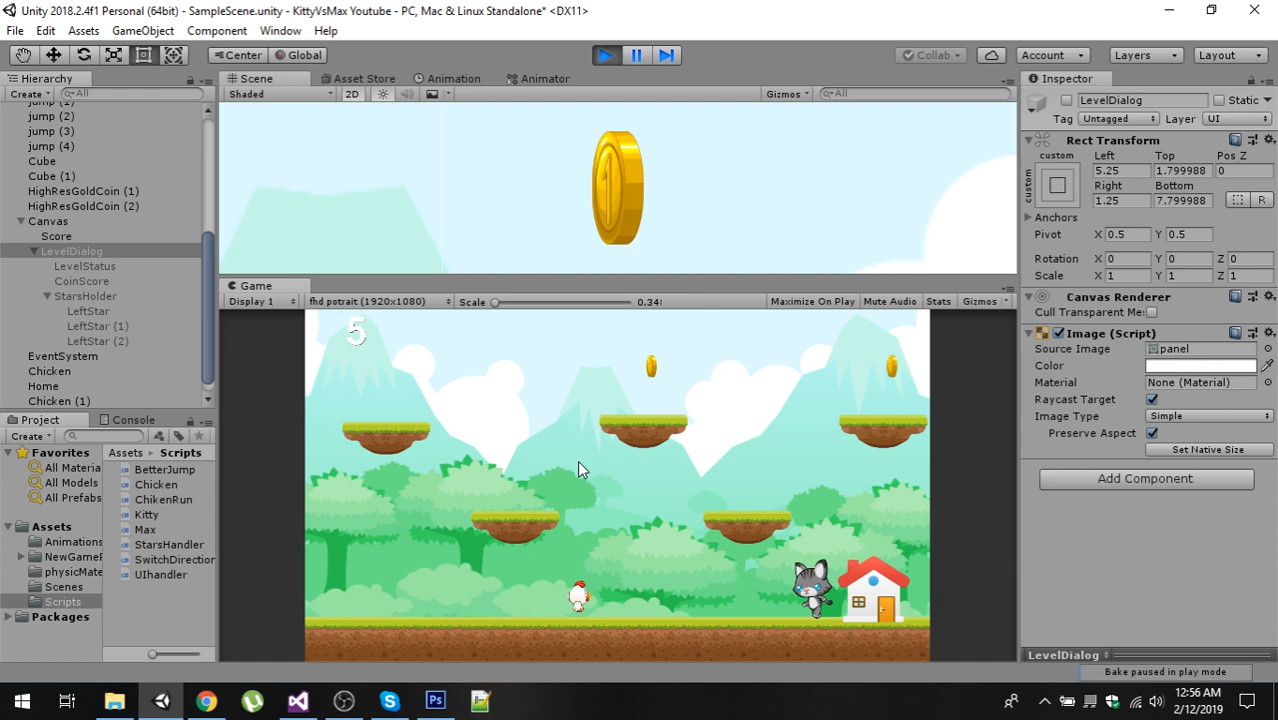 Unity 2018.2.4f1 Personal (64bit) - SampleScene.unity - KittyVsMax Youtube - PC, Mac & Linux Standalone* <DX11>
File Edit Assets GameObject Component Window Help
Center Global Collab Account Layers Layout
Hierarchy
Create All
jump (1)
jump (2)
jump (3)
jump (4)
Cube
Cube (1)
HighResGoldCoin (1)
HighResGoldCoin (2)
Canvas
Score
LevelDialog
LevelStatus
CoinScore
StarsHolder
LeftStar
LeftStar (1)
LeftStar (2)
EventSystem
Chicken
Home
Chicken (1)
Scene Asset Store Animation Animator
Shaded 2D Gizmos All
Game
Display 1 fhd potrait (1920x1080) Scale 0.34 Maximize On Play Mute Audio Stats Gizmos
5
Project Console
Create
Favorites
All Materia
All Models
All Prefabs
Assets
Animations
NewGameF
physicMate
Scenes
Scripts
Packages
Assets Scripts
BetterJump
Chicken
ChikenRun
Kitty
Max
StarsHandler
SwitchDirection
UIhandler
Inspector
LevelDialog Static
Tag Untagged Layer UI
Rect Transform
custom Left Top Pos Z
custom 5.25 1.799988 0
Right Bottom
1.25 7.799988 R
Anchors
Pivot X 0.5 Y 0.5
Rotation X 0 Y 0 Z 0
Scale X 1 Y 1 Z 1
Canvas Renderer
Cull Transparent Me
Image (Script)
Source Image panel
Color
Material None (Material)
Raycast Target
Image Type Simple
Preserve Aspect
Set Native Size
Add Component
LevelDialog
Bake paused in play mode
12:56 AM
2/12/2019